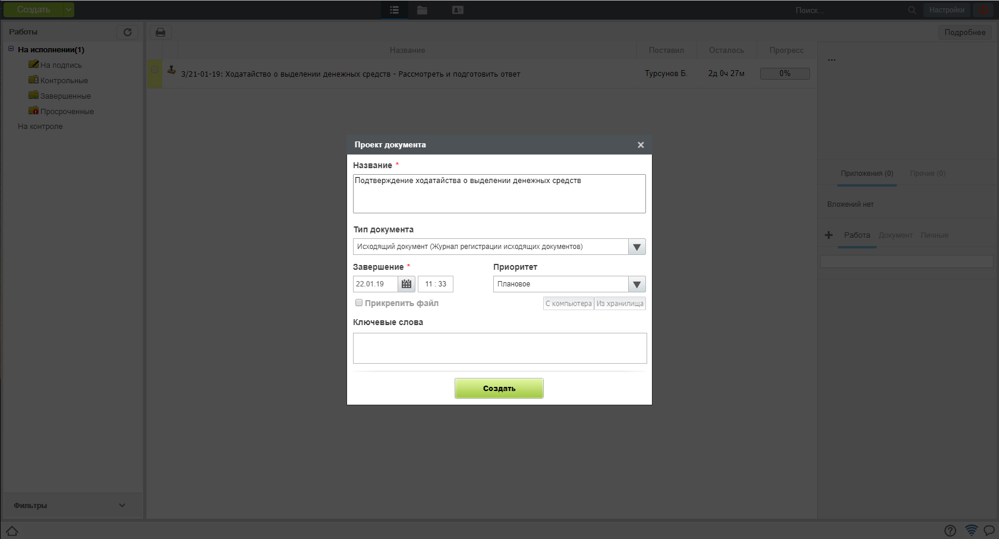 Создать
Поиск...
Настройки
Работы
Подробнее
На исполнении(1)
На подпись
Контрольные
Завершенные
Просроченные
На контроле
Название
Поставил
Осталось
Прогресс
3/21-01-19: Ходатайство о выделении денежных средств - Рассмотреть и подготовить ответ
Турсунов Б.
2д 0ч 27м
0%
...
Приложения (0)
Прочие (0)
Вложений нет
Работа
Документ
Личные
Проект документа
Название *
Подтверждение ходатайства о выделении денежных средств
Тип документа
Исходящий документ (Журнал регистрации исходящих документов)
Завершение *
Приоритет
22.01.19
11 : 33
Плановое
Прикрепить файл
С компьютера
Из хранилища
Ключевые слова
Создать
Фильтры